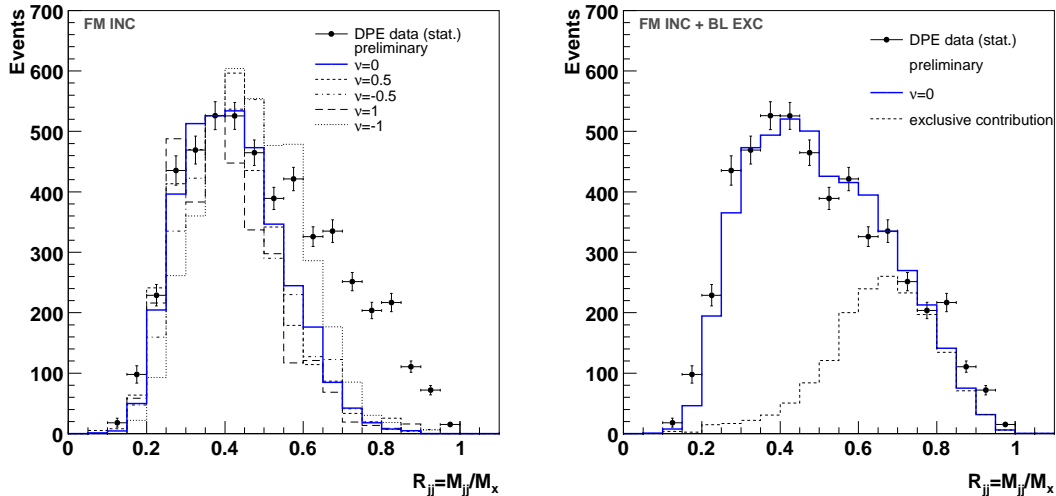 FM INC
Events
700
600
500
400
300
200
100
0
DPE data (stat.)
preliminary
ν=0
ν=0.5
ν=-0.5
ν=1
ν=-1
0 0.2 0.4 0.6 0.8 1
R_jj=M_jj/M_x
FM INC + BL EXC
Events
700
600
500
400
300
200
100
0
DPE data (stat.)
preliminary
ν=0
exclusive contribution
0 0.2 0.4 0.6 0.8 1
R_jj=M_jj/M_x